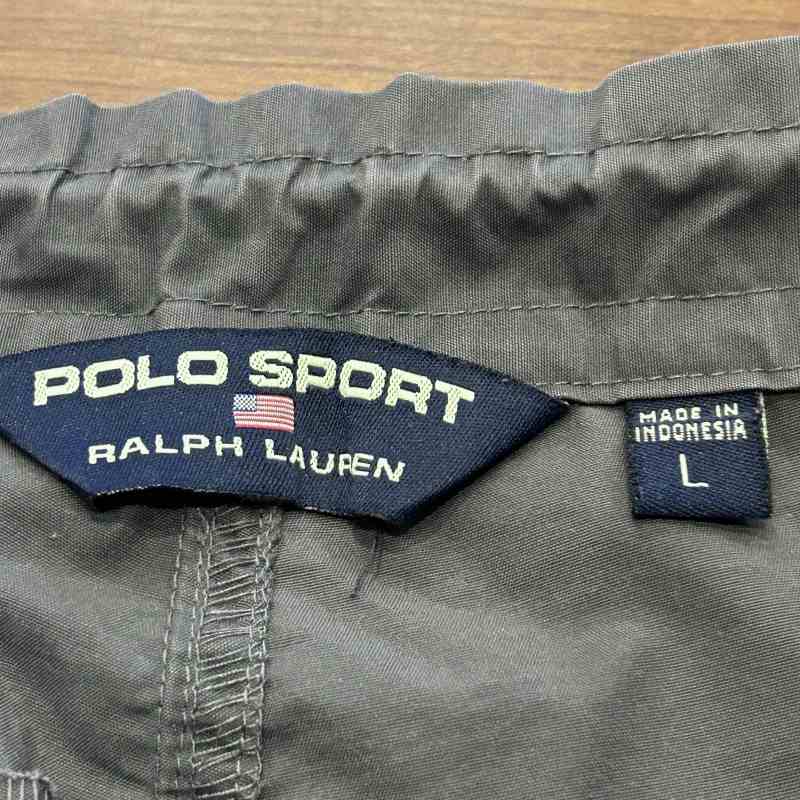 POLO SPORT
RALPH LAUREN
MADE IN
INDONESIA
L